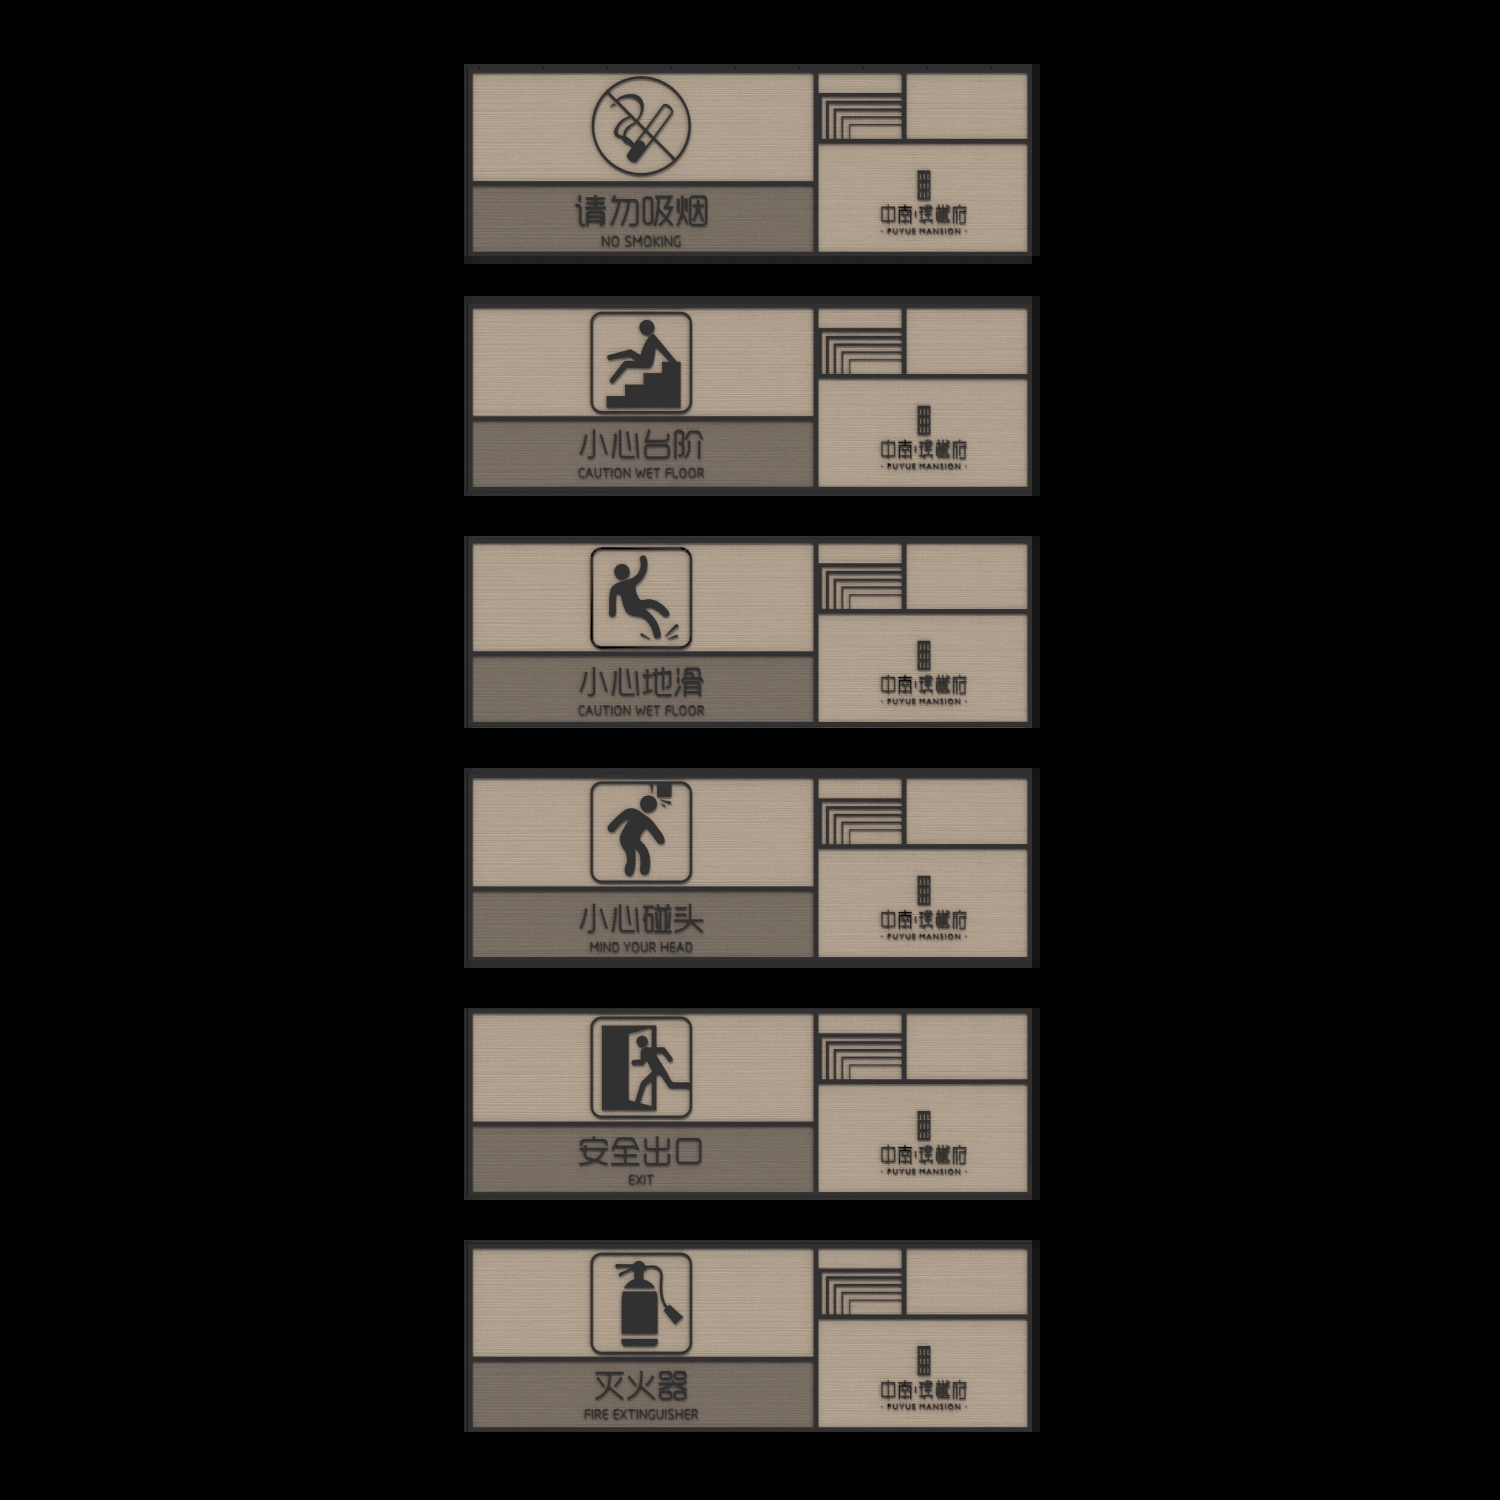 请勿吸烟
NO SMOKING
中南·璞樾府
· PUYUE MANSION ·
小心台阶
CAUTION WET FLOOR
中南·璞樾府
· PUYUE MANSION ·
小心地滑
CAUTION WET FLOOR
中南·璞樾府
· PUYUE MANSION ·
小心碰头
MIND YOUR HEAD
中南·璞樾府
· PUYUE MANSION ·
安全出口
EXIT
中南·璞樾府
· PUYUE MANSION ·
灭火器
FIRE EXTINGUISHER
中南·璞樾府
· PUYUE MANSION ·